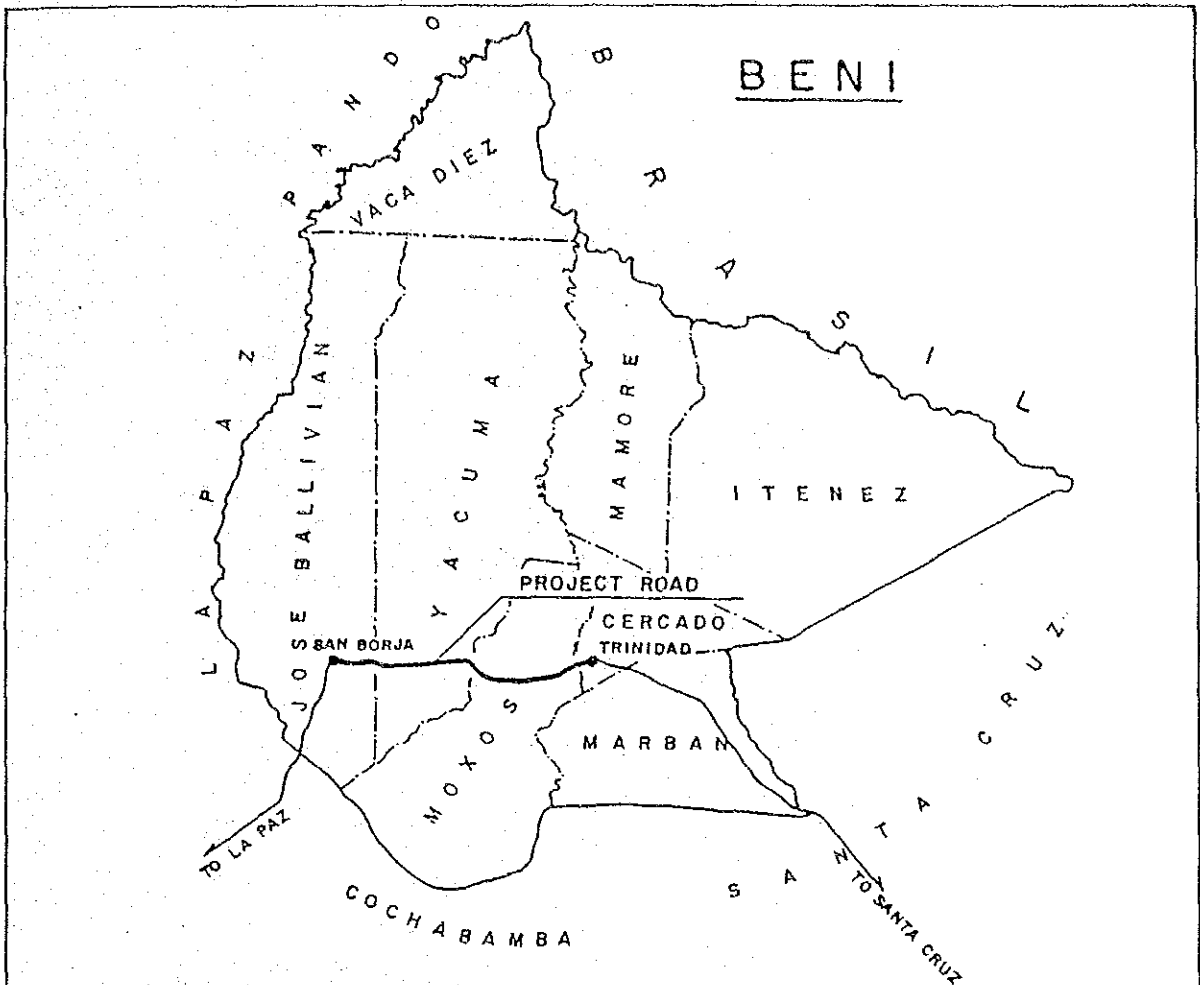 BENI
PANDO
BRASIL
VACA DIEZ
LA PAZ
JOSE BALLIVIAN
YACUMA
MAMORE
ITENEZ
PROJECT ROAD
CERCADO
SAN BORJA
TRINIDAD
MOXOS
MARBAN
SANTA CRUZ
TO LA PAZ
COCHABAMBA
TO SANTA CRUZ